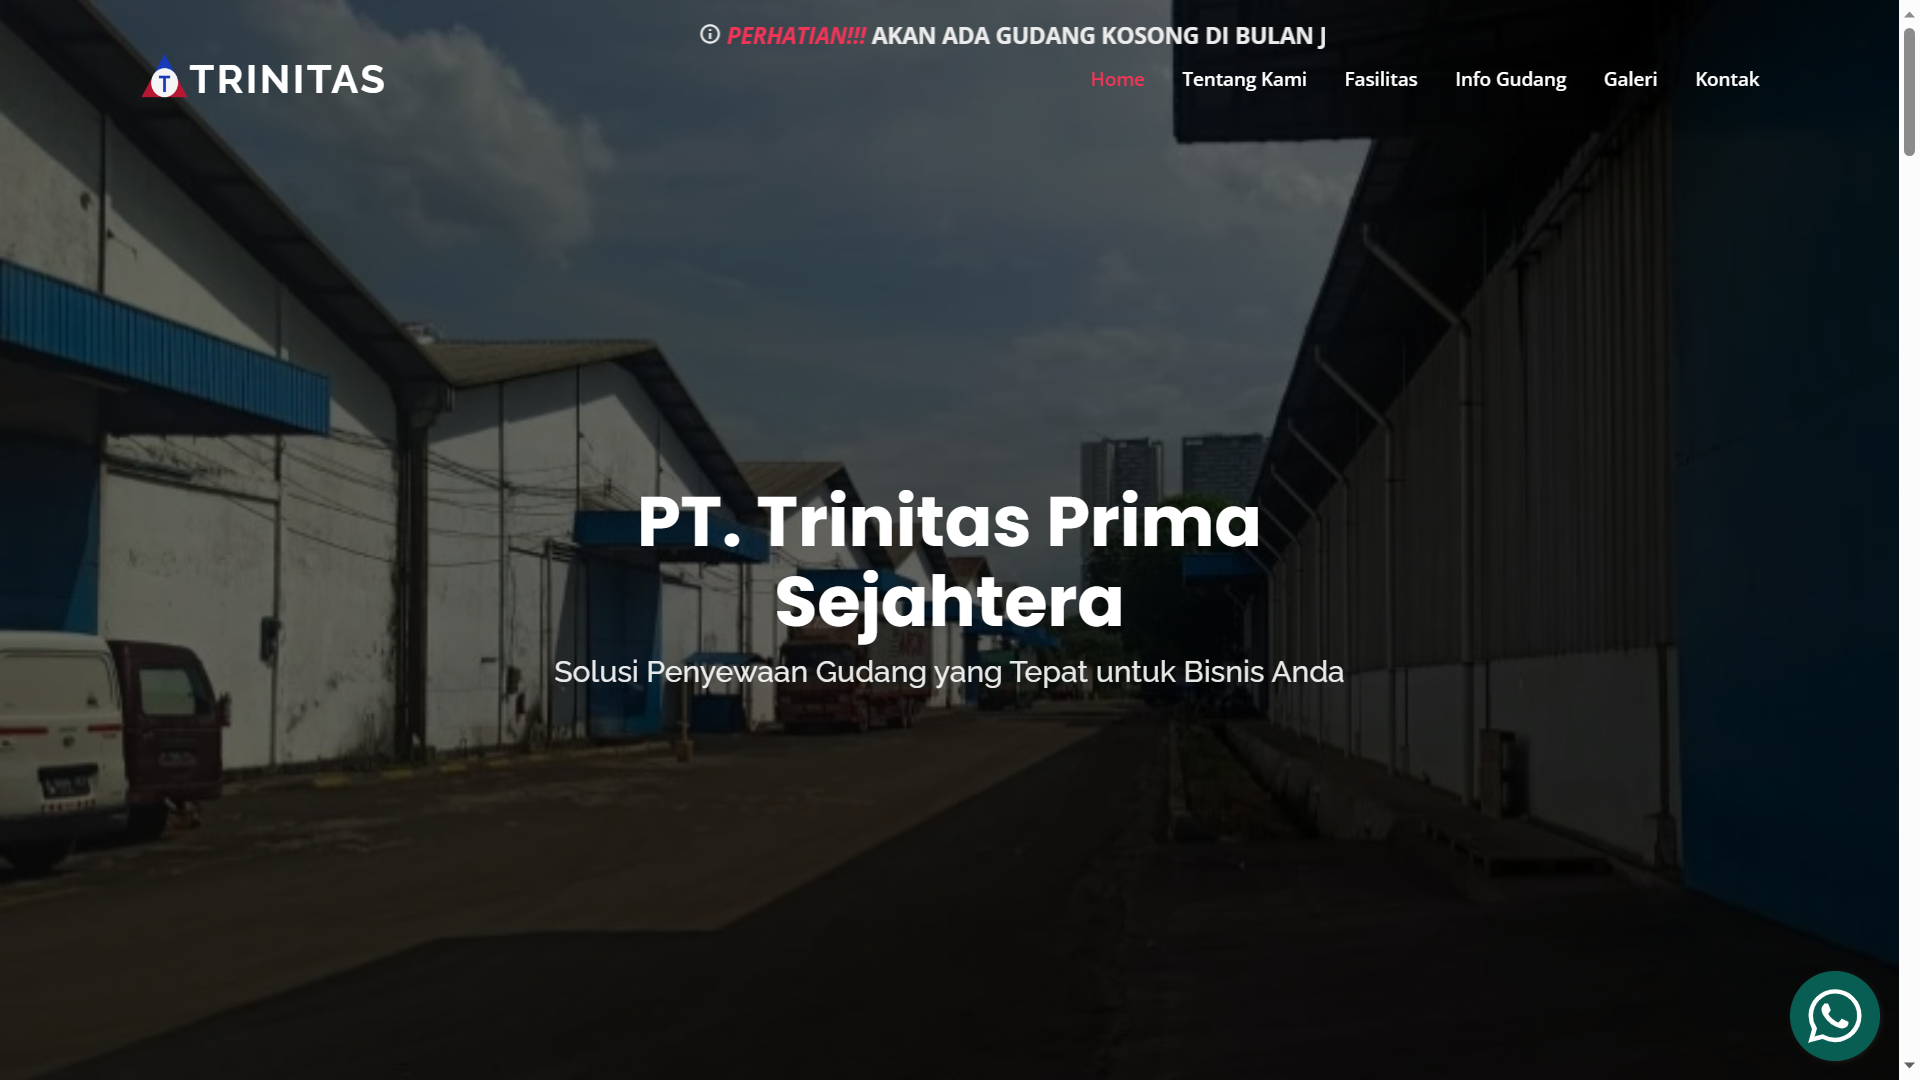 PERHATIAN!!! AKAN ADA GUDANG KOSONG DI BULAN J
T TRINITAS
Home Tentang Kami Fasilitas Info Gudang Galeri Kontak
PT. Trinitas Prima
Sejahtera
Solusi Penyewaan Gudang yang Tepat untuk Bisnis Anda